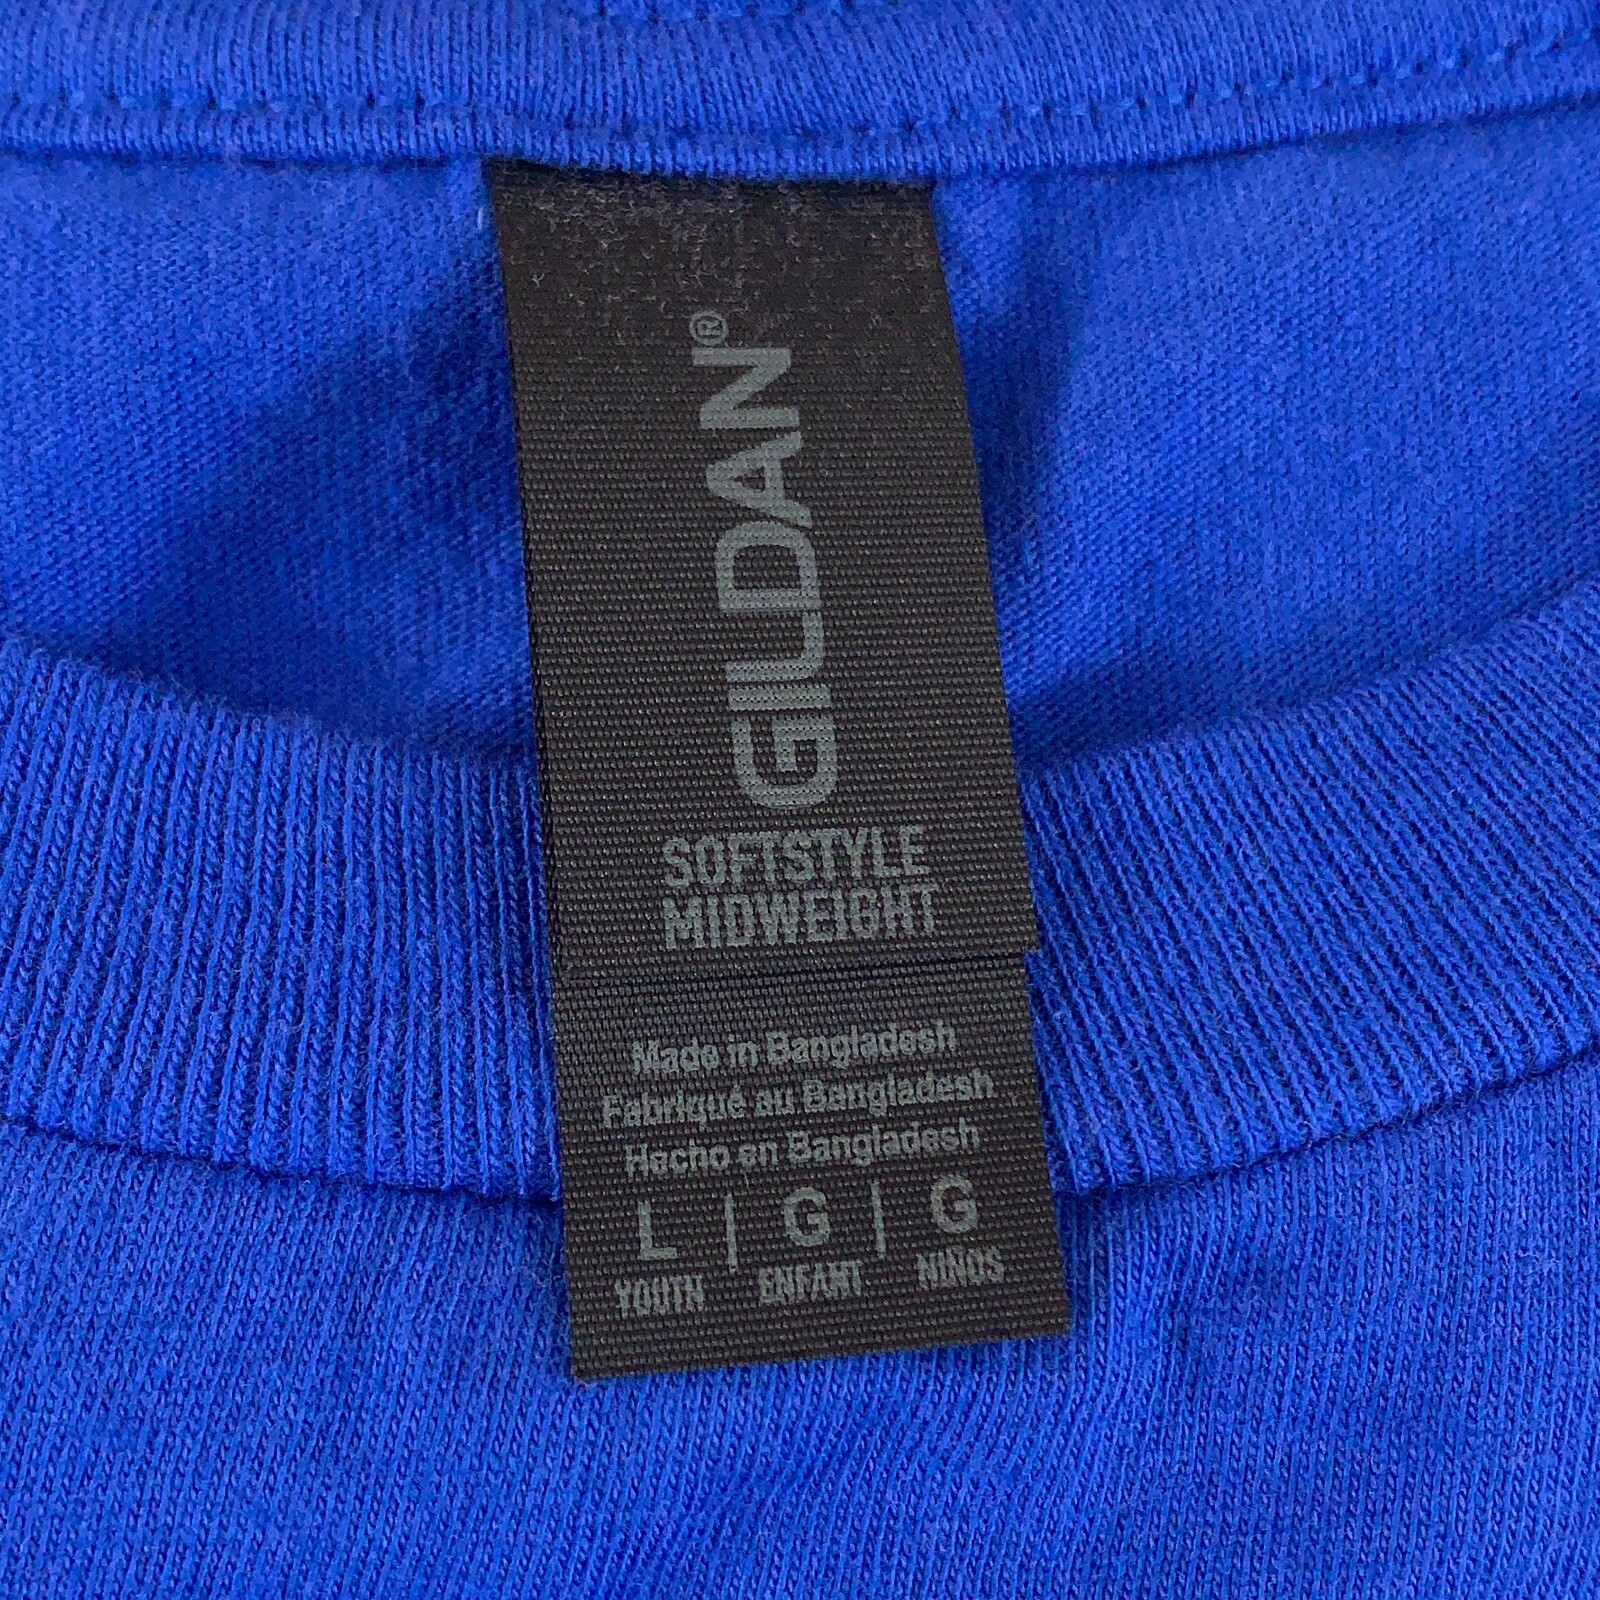 GILDAN®
SOFTSTYLE
MIDWEIGHT
Made in Bangladesh
Fabriqué au Bangladesh
Hecho en Bangladesh
L | G | G
YOUTH ENFANT NIÑOS